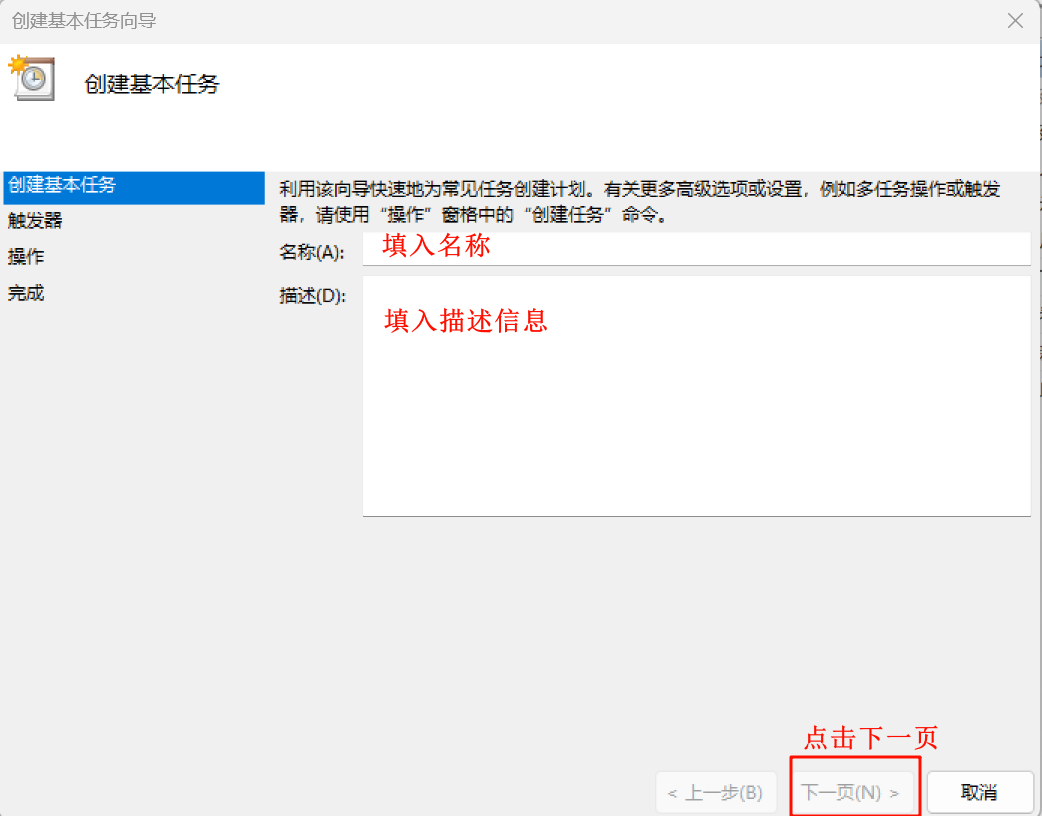 创建基本任务向导
创建基本任务
创建基本任务
触发器
操作
完成
利用该向导快速地为常见任务创建计划。有关更多高级选项或设置，例如多任务操作或触发
器，请使用“操作”窗格中的“创建任务”命令。
名称(A):
填入名称
描述(D):
填入描述信息
点击下一页
< 上一步(B)
下一页(N) >
取消